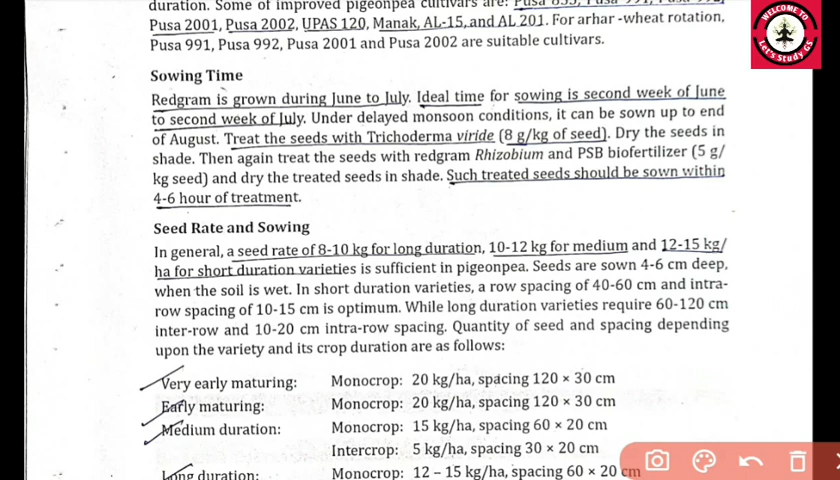 duration. Some of improved pigeonpea cultivars are: Pusa 855, Pusa 991, Pusa 992,
Pusa 2001, Pusa 2002, UPAS 120, Manak, AL-15, and AL 201. For arhar -wheat rotation,
Pusa 991, Pusa 992, Pusa 2001 and Pusa 2002 are suitable cultivars.
WELCOME TO
Let's Study GS
Sowing Time
Redgram is grown during June to July. Ideal time for sowing is second week of June
to second week of July. Under delayed monsoon conditions, it can be sown up to end
of August. Treat the seeds with Trichoderma viride (8 g/kg of seed). Dry the seeds in
shade. Then again treat the seeds with redgram Rhizobium and PSB biofertilizer (5 g/
kg seed) and dry the treated seeds in shade. Such treated seeds should be sown within
4-6 hour of treatment.
Seed Rate and Sowing
In general, a seed rate of 8-10 kg for long duration, 10-12 kg for medium and 12-15 kg/
ha for short duration varieties is sufficient in pigeonpea. Seeds are sown 4-6 cm deep,
when the soil is wet. In short duration varieties, a row spacing of 40-60 cm and intra-
row spacing of 10-15 cm is optimum. While long duration varieties require 60-120 cm
inter-row and 10-20 cm intra-row spacing. Quantity of seed and spacing depending
upon the variety and its crop duration are as follows:
Very early maturing: Monocrop: 20 kg/ha, spacing 120 × 30 cm
Early maturing: Monocrop: 20 kg/ha, spacing 120 × 30 cm
Medium duration: Monocrop: 15 kg/ha, spacing 60 × 20 cm
Intercrop: 5 kg/ha, spacing 30 × 20 cm
Long duration: Monocrop: 12 – 15 kg/ha, spacing 60 × 20 cm